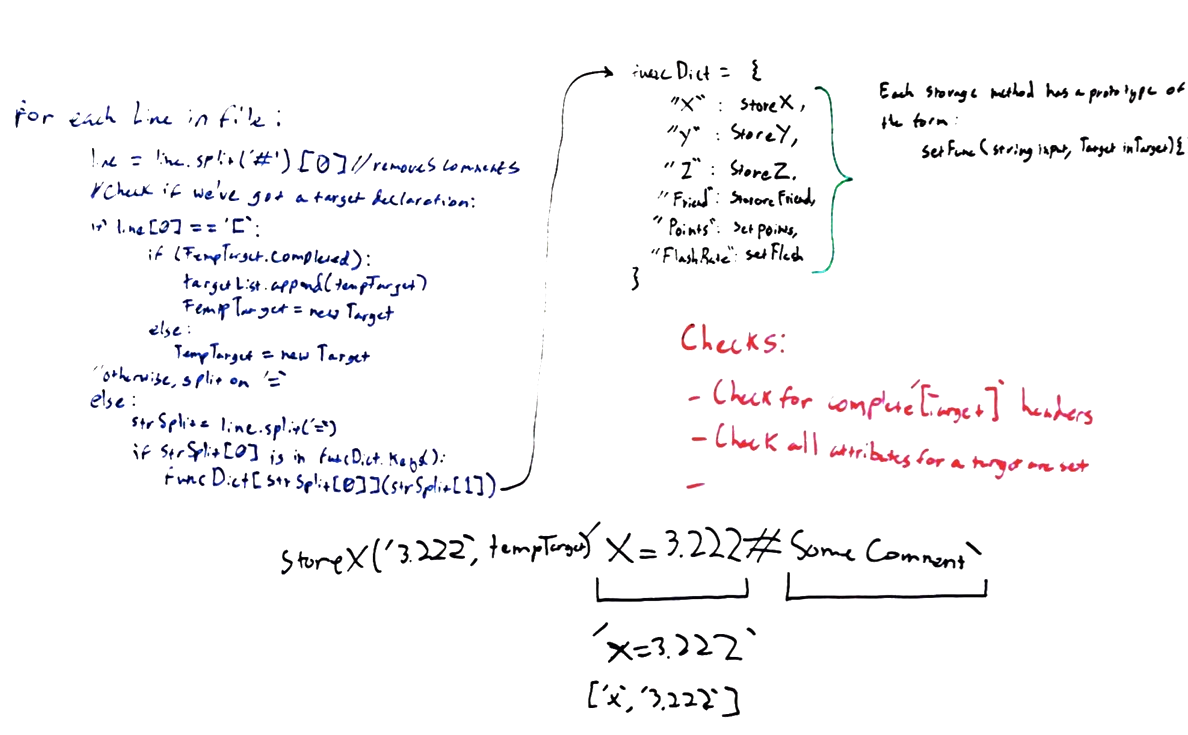 For each Line in file:
line = line.split('#')[0]//removes comments
//Check if we've got a target declaration:
if line[0] == '[':
if (TempTarget.completed):
targetList.append(tempTarget)
TempTarget = new Target
else:
TempTarget = new Target
"otherwise, split on '='
else:
strSplit = line.split('=')
if strSplit[0] is in funcDict.keys():
funcDict[strSplit[0]](strSplit[1])
funcDict = {
"X" : StoreX,
"y" : StoreY,
"Z" : StoreZ,
"Friend": Storore Friend,
"Points": setpoints,
"FlashRate": setFlash
}
Each storage method has a prototype of
the form:
setFunc(string input, Target inTarget){
Checks:
- Check for complete '[Target]' headers
- Check all attributes for a target are set
-
storeX('3.222', tempTarget) 'X=3.222# Some Comment'
'x=3.222'
['x', '3.222']